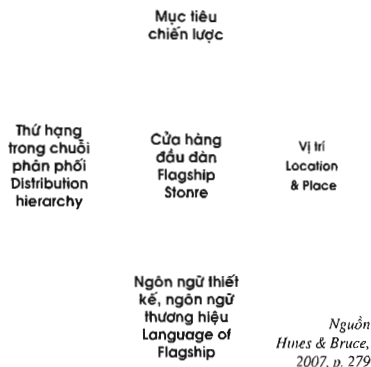 Mục tiêu
chiến lược
Thứ hạng
trong chuỗi
phân phối
Distribution
hierarchy
Cửa hàng
đầu đàn
Flagship
Stonre
Vị trí
Location
& Place
Ngôn ngữ thiết
kế, ngôn ngữ
thương hiệu
Language of
Flagship
Nguồn
Hines & Bruce,
2007, p. 279